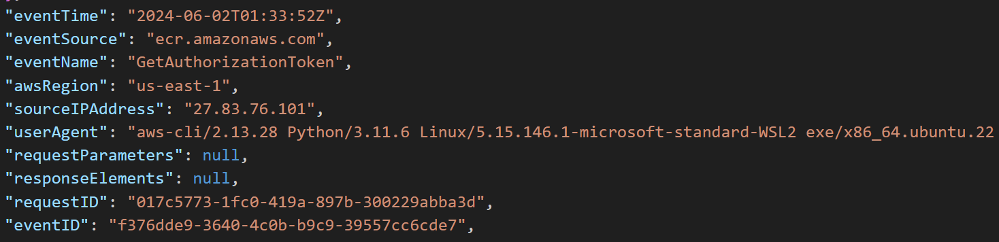 "eventTime": "2024-06-02T01:33:52Z",
"eventSource": "ecr.amazonaws.com",
"eventName": "GetAuthorizationToken",
"awsRegion": "us-east-1",
"sourceIPAddress": "27.83.76.101",
"userAgent": "aws-cli/2.13.28 Python/3.11.6 Linux/5.15.146.1-microsoft-standard-WSL2 exe/x86_64.ubuntu.22
"requestParameters": null,
"responseElements": null,
"requestID": "017c5773-1fc0-419a-897b-300229abba3d",
"eventID": "f376dde9-3640-4c0b-b9c9-39557cc6cde7",